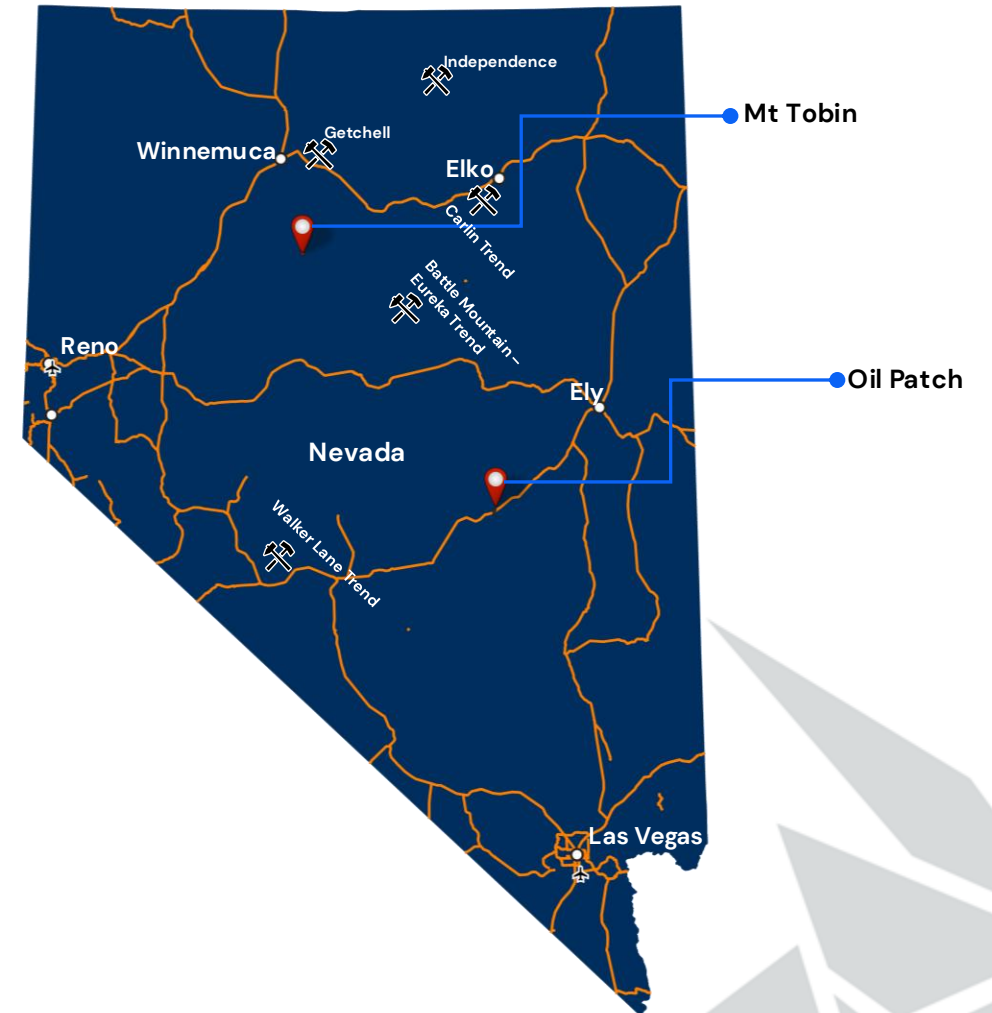 Independence
Mt Tobin
Getchell
Winnemuca
Elko
Carlin Trend
Battle Mountain –
Eureka Trend
Reno
Oil Patch
Ely
Nevada
Walker Lane Trend
Las Vegas